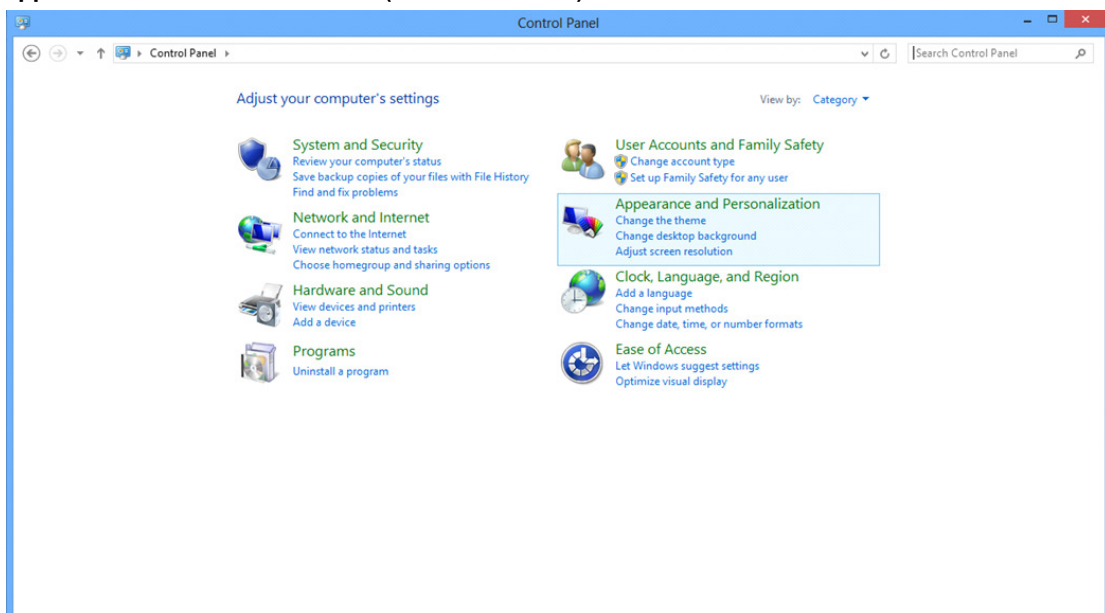 Control Panel
Control Panel
Search Control Panel
Adjust your computer's settings
View by: Category
System and Security
Review your computer's status
Save backup copies of your files with File History
Find and fix problems
Network and Internet
Connect to the Internet
View network status and tasks
Choose homegroup and sharing options
Hardware and Sound
View devices and printers
Add a device
Programs
Uninstall a program
User Accounts and Family Safety
Change account type
Set up Family Safety for any user
Appearance and Personalization
Change the theme
Change desktop background
Adjust screen resolution
Clock, Language, and Region
Add a language
Change input methods
Change date, time, or number formats
Ease of Access
Let Windows suggest settings
Optimize visual display